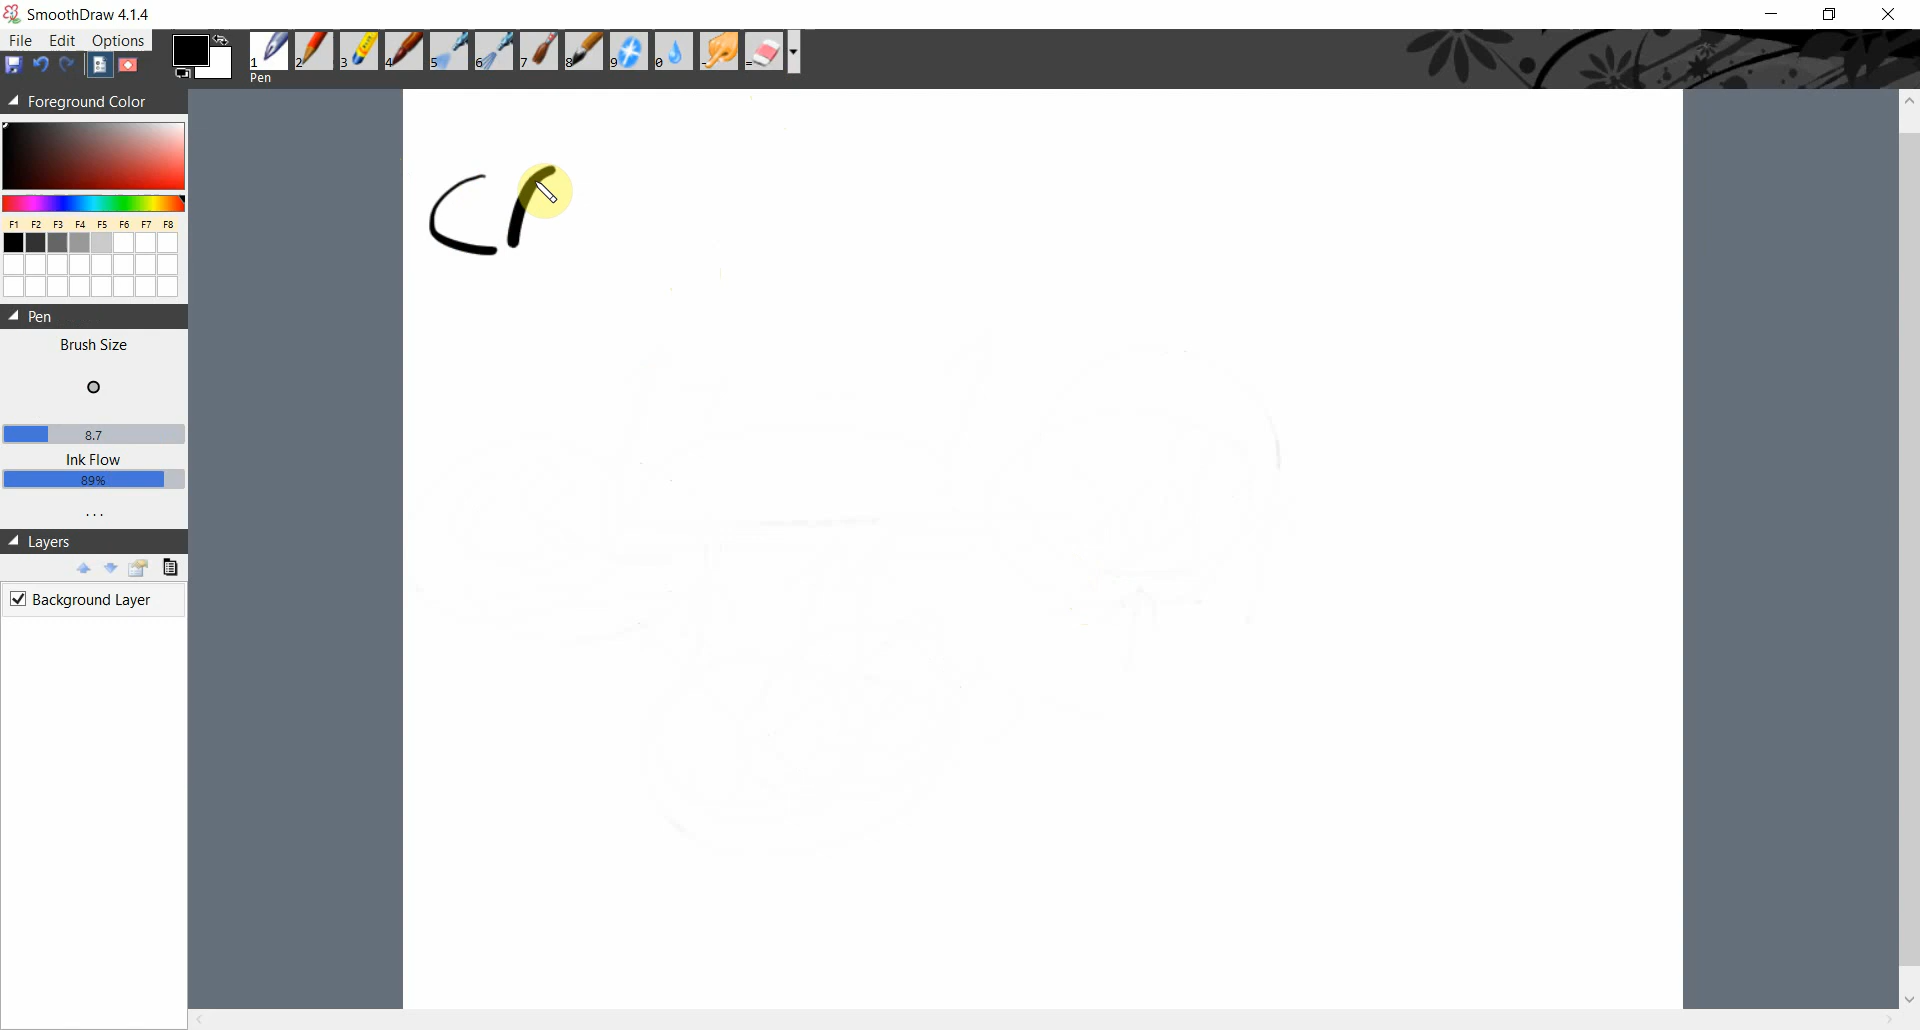 SmoothDraw 4.1.4
File Edit Options
1 2 3 4 5 6 7 8 9 0 - =
Pen
Foreground Color
F1 F2 F3 F4 F5 F6 F7 F8
Pen
Brush Size
8.7
Ink Flow
89%
...
Layers
Background Layer
C